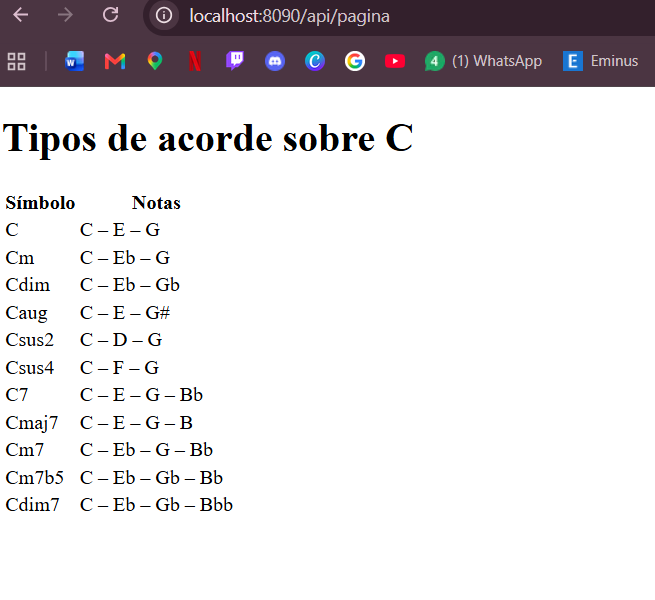 localhost:8090/api/pagina
W 4 (1) WhatsApp E Eminus
Tipos de acorde sobre C
Símbolo Notas
C C – E – G
Cm C – Eb – G
Cdim C – Eb – Gb
Caug C – E – G#
Csus2 C – D – G
Csus4 C – F – G
C7 C – E – G – Bb
Cmaj7 C – E – G – B
Cm7 C – Eb – G – Bb
Cm7b5 C – Eb – Gb – Bb
Cdim7 C – Eb – Gb – Bbb